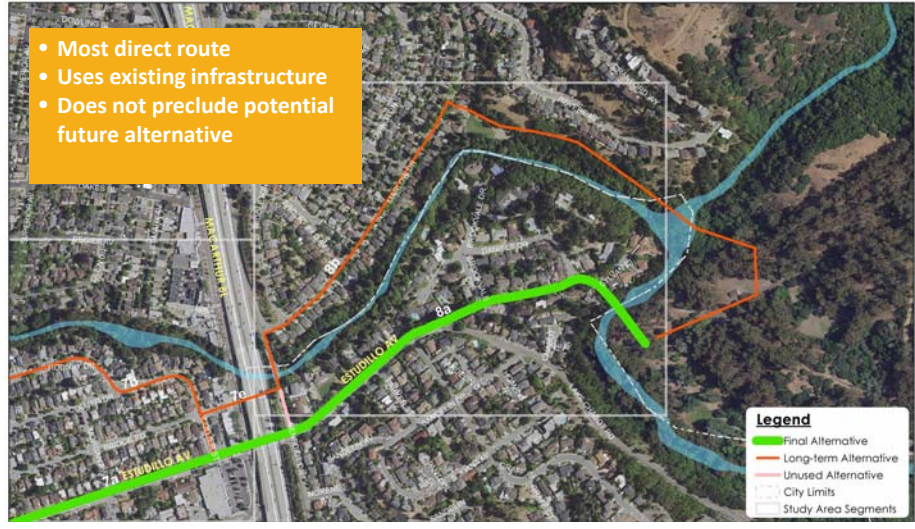 • Most direct route
• Uses existing infrastructure
• Does not preclude potential
future alternative
MACARTHUR BL
8b
8a
ESTUDILLO AV
7b
7e
7a
ESTUDILLO AV
Legend
Final Alternative
Long-term Alternative
Unused Alternative
City Limits
Study Area Segments